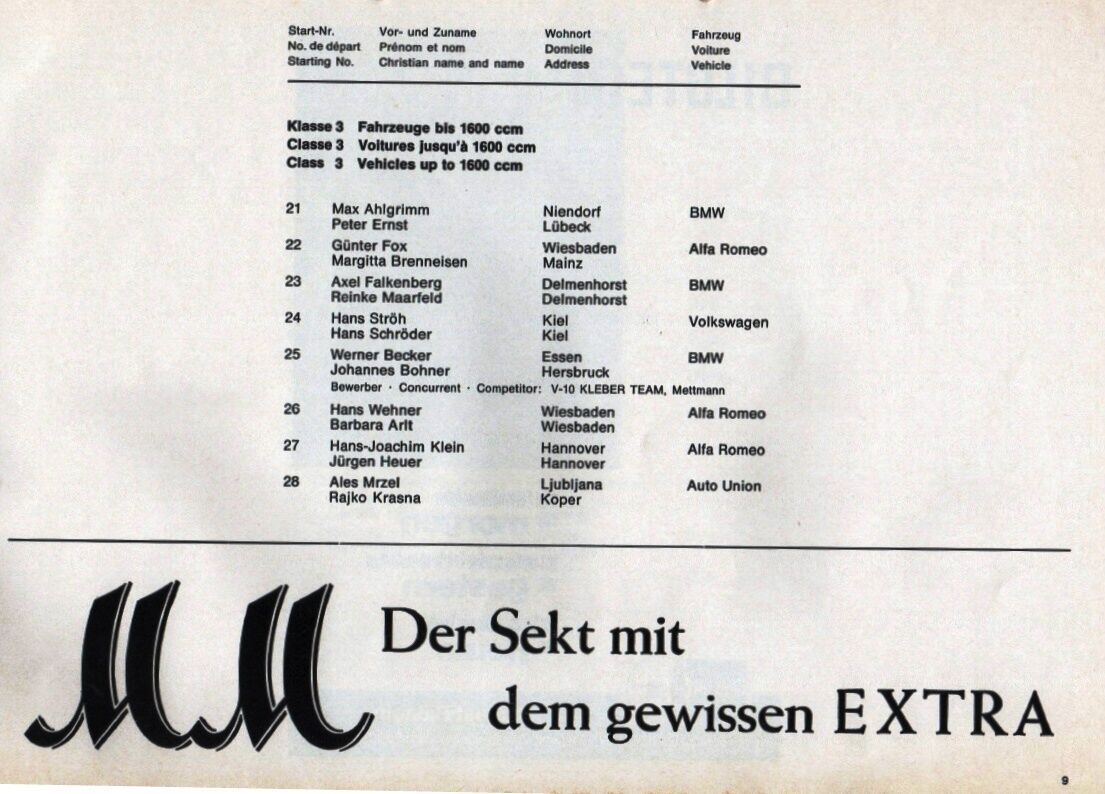 Start-Nr. Vor- und Zuname Wohnort Fahrzeug
No. de départ Prénom et nom Domicile Voiture
Starting No. Christian name and name Address Vehicle
Klasse 3 Fahrzeuge bis 1600 ccm
Classe 3 Voitures jusqu'à 1600 ccm
Class 3 Vehicles up to 1600 ccm
21 Max Ahlgrimm Niendorf BMW
Peter Ernst Lübeck
22 Günter Fox Wiesbaden Alfa Romeo
Margitta Brenneisen Mainz
23 Axel Falkenberg Delmenhorst BMW
Reinke Maarfeld Delmenhorst
24 Hans Ströh Kiel Volkswagen
Hans Schröder Kiel
25 Werner Becker Essen BMW
Johannes Bohner Hersbruck
Bewerber · Concurrent · Competitor: V-10 KLEBER TEAM, Mettmann
26 Hans Wehner Wiesbaden Alfa Romeo
Barbara Arlt Wiesbaden
27 Hans-Joachim Klein Hannover Alfa Romeo
Jürgen Heuer Hannover
28 Ales Mrzel Ljubljana Auto Union
Rajko Krasna Koper
MM Der Sekt mit
dem gewissen EXTRA
9